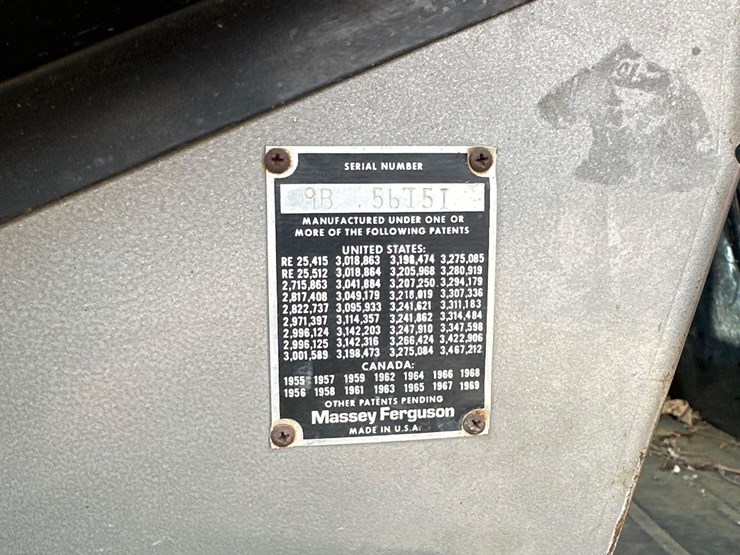 SERIAL NUMBER
9B . 56151
MANUFACTURED UNDER ONE OR
MORE OF THE FOLLOWING PATENTS
UNITED STATES:
RE 25,415 3,018,863 3,198,474 3,275,085
RE 25,512 3,018,864 3,205,968 3,280,919
2,715,863 3,041,884 3,207,250 3,294,179
2,817,408 3,049,179 3,218,019 3,307,336
2,822,737 3,095,933 3,241,621 3,311,183
2,971,397 3,114,357 3,241,862 3,314,484
2,996,124 3,142,203 3,247,910 3,347,598
2,996,125 3,142,316 3,266,424 3,422,906
3,001,589 3,198,473 3,275,084 3,467,212
CANADA:
1955 1957 1959 1962 1964 1966 1968
1956 1958 1961 1963 1965 1967 1969
OTHER PATENTS PENDING
Massey Ferguson
MADE IN U.S.A.